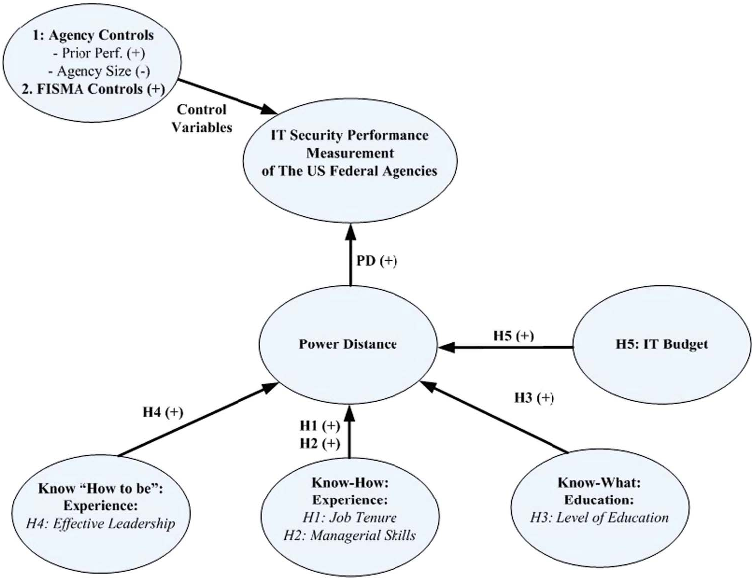 1: Agency Controls
- Prior Perf. (+)
- Agency Size (-)
2. FISMA Controls (+)
Control
Variables
IT Security Performance
Measurement
of The US Federal Agencies
PD (+)
Power Distance
H5 (+)
H5: IT Budget
H4 (+)
H1 (+)
H2 (+)
H3 (+)
Know “How to be”:
Experience:
H4: Effective Leadership
Know-How:
Experience:
H1: Job Tenure
H2: Managerial Skills
Know-What:
Education:
H3: Level of Education